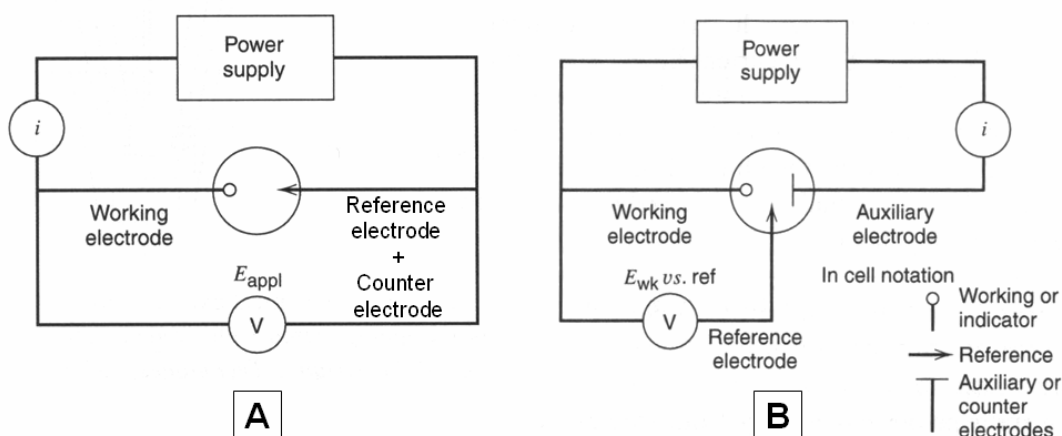 Power
supply
i
Working
electrode
Reference
electrode
+
Counter
electrode
E appl
V
A
Power
supply
i
Working
electrode
Auxiliary
electrode
E wk vs. ref
V
Reference
electrode
In cell notation
Working or
indicator
Reference
Auxiliary or
counter
electrodes
B